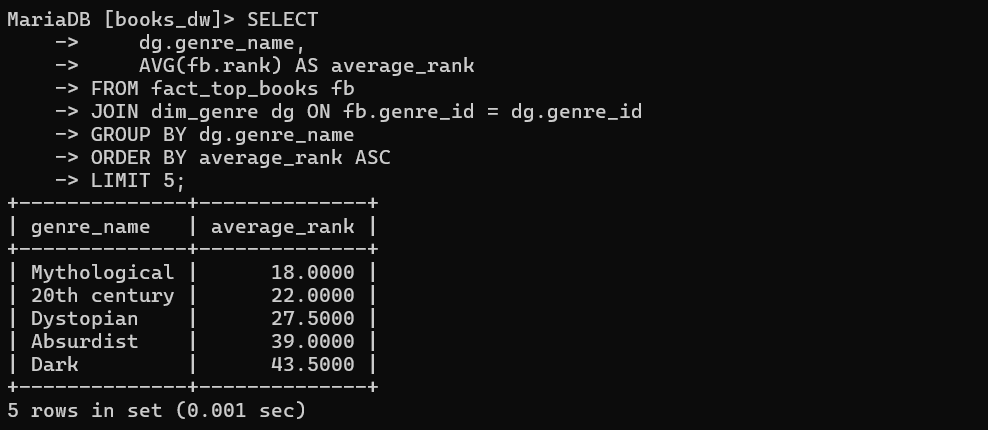 MariaDB [books_dw]> SELECT
    ->     dg.genre_name,
    ->     AVG(fb.rank) AS average_rank
    -> FROM fact_top_books fb
    -> JOIN dim_genre dg ON fb.genre_id = dg.genre_id
    -> GROUP BY dg.genre_name
    -> ORDER BY average_rank ASC
    -> LIMIT 5;
+--------------+--------------+
| genre_name   | average_rank |
+--------------+--------------+
| Mythological |      18.0000 |
| 20th century |      22.0000 |
| Dystopian    |      27.5000 |
| Absurdist    |      39.0000 |
| Dark         |      43.5000 |
+--------------+--------------+
5 rows in set (0.001 sec)